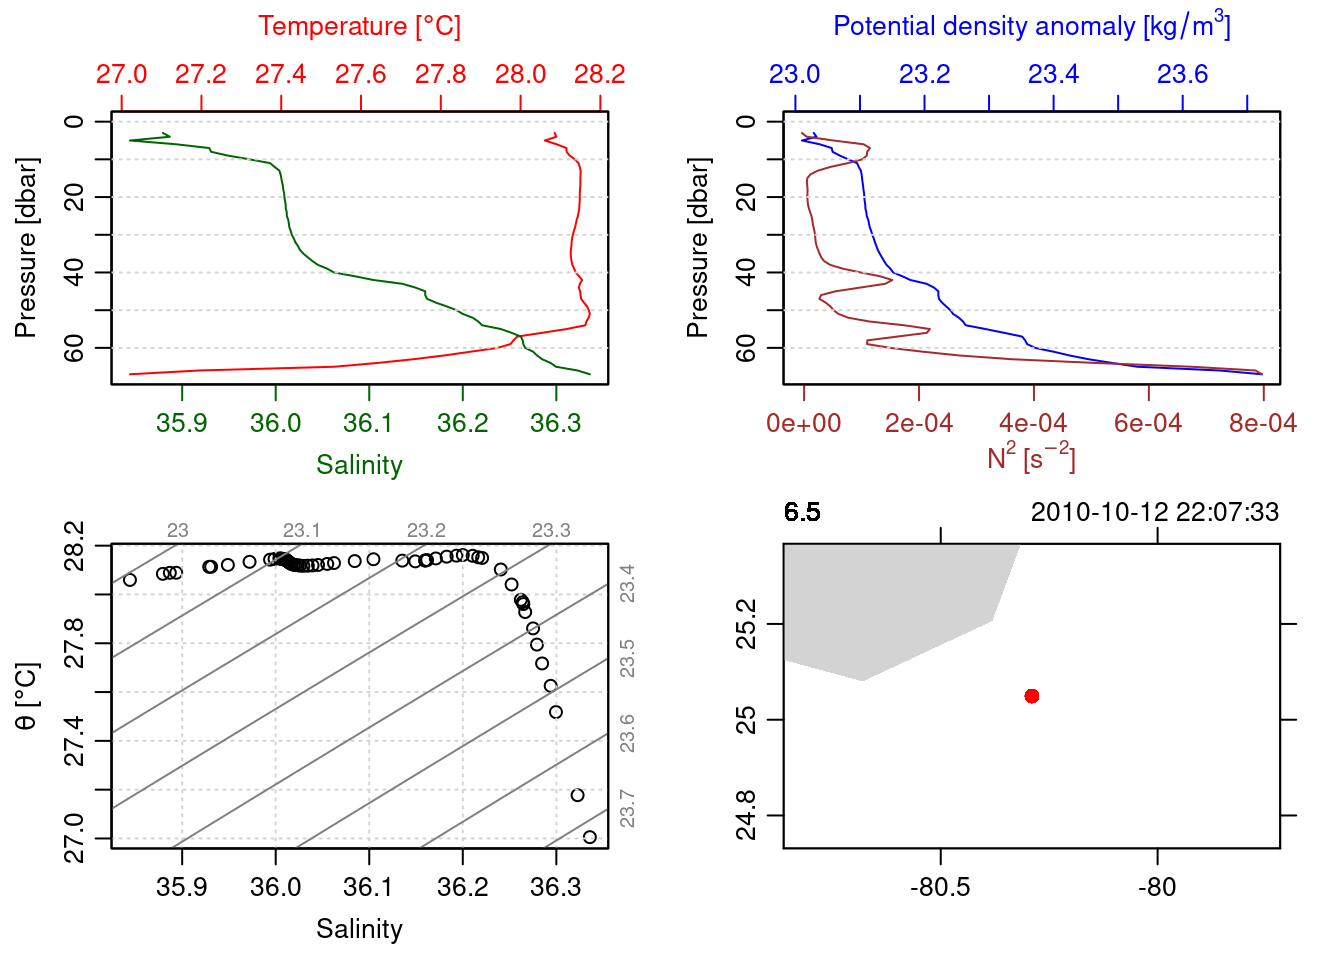 Temperature [°C]
27.0 27.2 27.4 27.6 27.8 28.0 28.2
Pressure [dbar]
0
20
40
60
35.9 36.0 36.1 36.2 36.3
Salinity
Potential density anomaly [kg/m³]
23.0 23.2 23.4 23.6
Pressure [dbar]
0
20
40
60
0e+00 2e-04 4e-04 6e-04 8e-04
N² [s⁻²]
23 23.1 23.2 23.3
23.4
23.5
23.6
23.7
θ [°C]
28.2
27.8
27.4
27.0
35.9 36.0 36.1 36.2 36.3
Salinity
6.5 2010-10-12 22:07:33
25.2
25
24.8
-80.5 -80